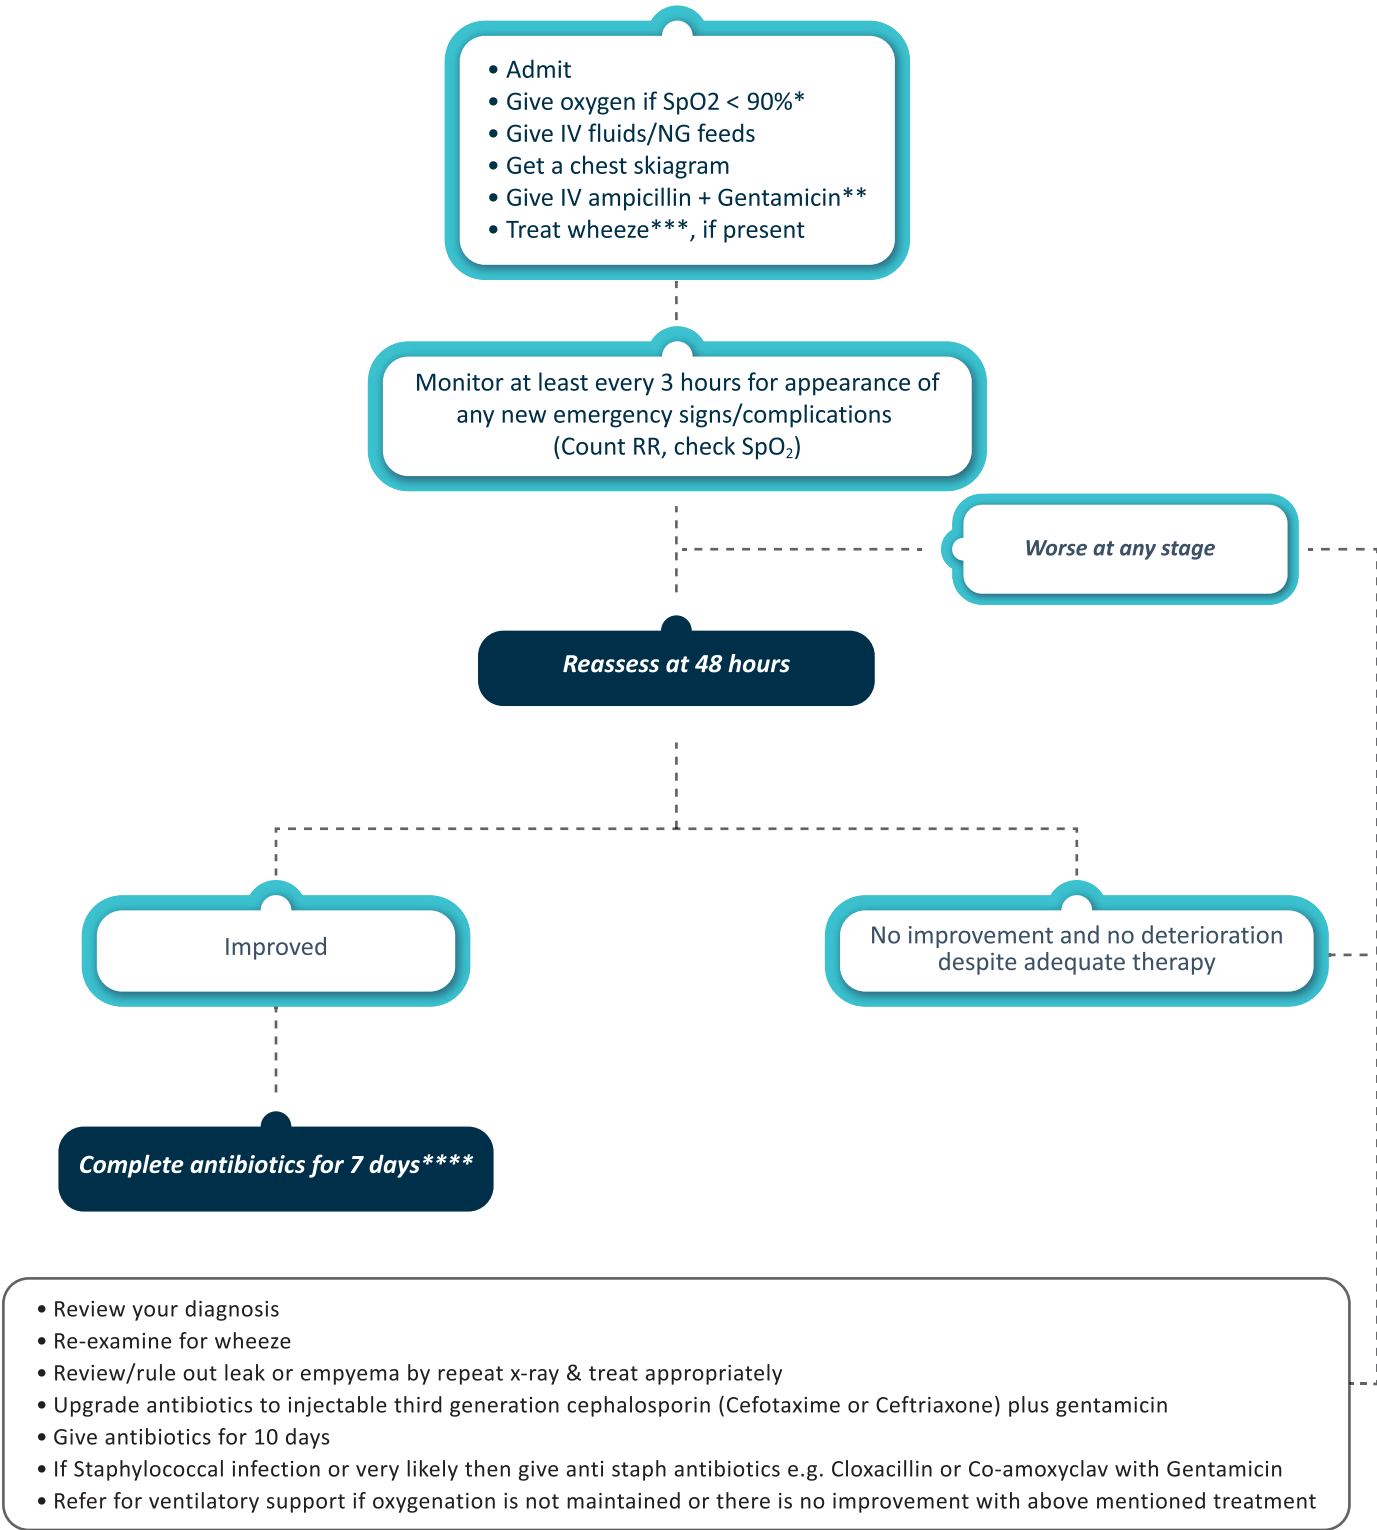 • Admit
• Give oxygen if SpO2 < 90%*
• Give IV fluids/NG feeds
• Get a chest skiagram
• Give IV ampicillin + Gentamicin**
• Treat wheeze***, if present
Monitor at least every 3 hours for appearance of
any new emergency signs/complications
(Count RR, check SpO₂)
Worse at any stage
Reassess at 48 hours
Improved
No improvement and no deterioration
despite adequate therapy
Complete antibiotics for 7 days****
• Review your diagnosis
• Re-examine for wheeze
• Review/rule out leak or empyema by repeat x-ray & treat appropriately
• Upgrade antibiotics to injectable third generation cephalosporin (Cefotaxime or Ceftriaxone) plus gentamicin
• Give antibiotics for 10 days
• If Staphylococcal infection or very likely then give anti staph antibiotics e.g. Cloxacillin or Co-amoxyclav with Gentamicin
• Refer for ventilatory support if oxygenation is not maintained or there is no improvement with above mentioned treatment